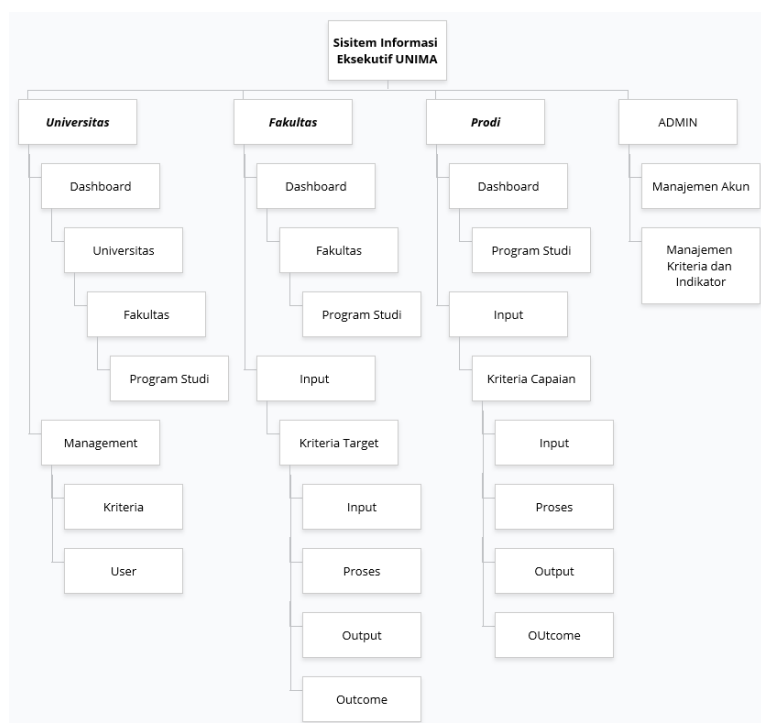 Sisitem Informasi
Eksekutif UNIMA
Universitas
Dashboard
Universitas
Fakultas
Program Studi
Management
Kriteria
User
Fakultas
Dashboard
Fakultas
Program Studi
Input
Kriteria Target
Input
Proses
Output
Outcome
Prodi
Dashboard
Program Studi
Input
Kriteria Capaian
Input
Proses
Output
OUtcome
ADMIN
Manajemen Akun
Manajemen
Kriteria dan
Indikator